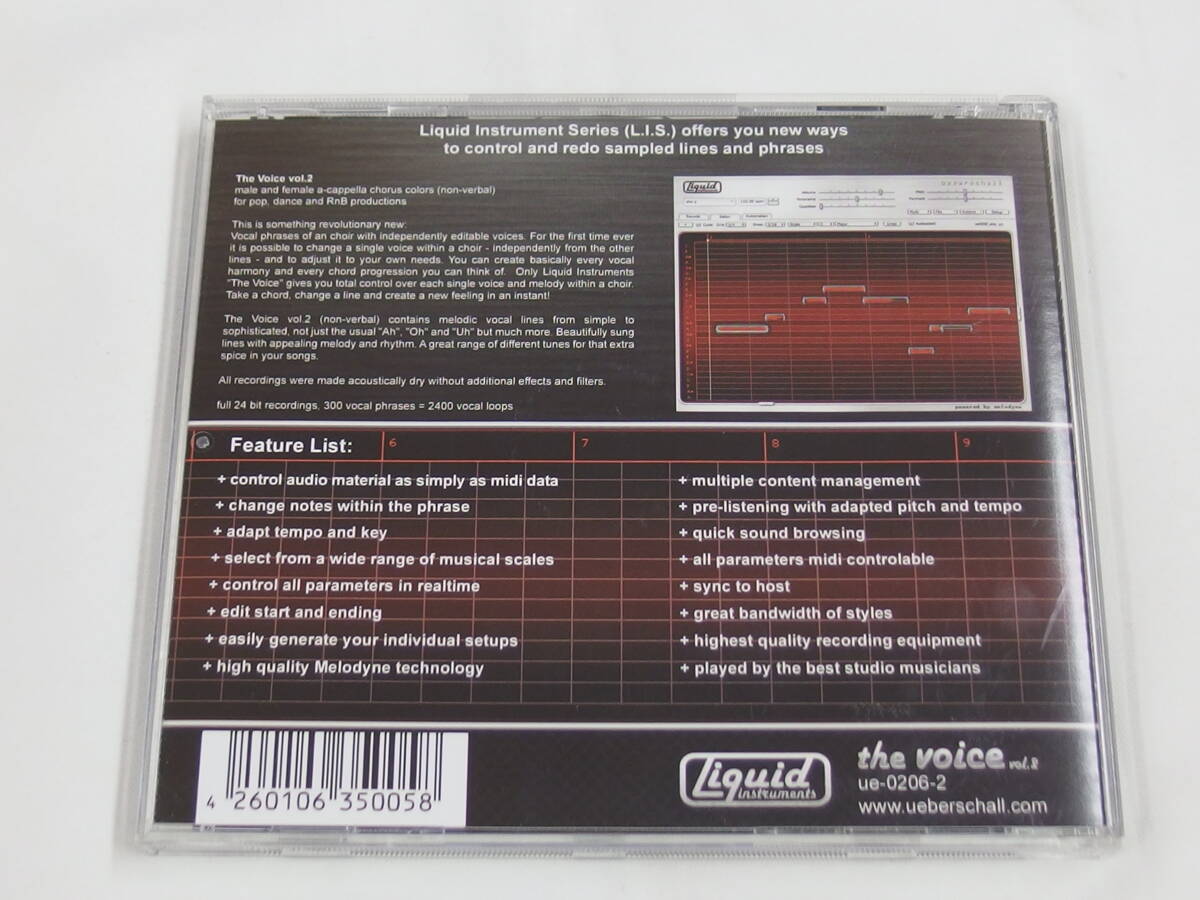 Liquid Instrument Series (L.I.S.) offers you new ways
to control and redo sampled lines and phrases
The Voice vol.2
male and female a-cappella chorus colors (non-verbal)
for pop, dance and RnB productions
This is something revolutionary new:
Vocal phrases of an choir with independently editable voices. For the first time ever
it is possible to change a single voice within a choir - independently from the other
lines - and to adjust it to your own needs. You can create basically every vocal
harmony and every chord progression you can think of. Only Liquid Instruments
"The Voice" gives you total control over each single voice and melody within a choir.
Take a chord, change a line and create a new feeling in an instant!
The Voice vol.2 (non-verbal) contains melodic vocal lines from simple to
sophisticated, not just the usual "Ah", "Oh" and "Uh" but much more. Beautifully sung
lines with appealing melody and rhythm. A great range of different tunes for that extra
spice in your songs.
All recordings were made acoustically dry without additional effects and filters.
full 24 bit recordings, 300 vocal phrases = 2400 vocal loops
Liquid
ueberschall
powered by melodyne
Feature List:
6 7 8 9
+ control audio material as simply as midi data
+ change notes within the phrase
+ adapt tempo and key
+ select from a wide range of musical scales
+ control all parameters in realtime
+ edit start and ending
+ easily generate your individual setups
+ high quality Melodyne technology
+ multiple content management
+ pre-listening with adapted pitch and tempo
+ quick sound browsing
+ all parameters midi controlable
+ sync to host
+ great bandwidth of styles
+ highest quality recording equipment
+ played by the best studio musicians
4 260106 350058
Liquid
instruments
the voice vol.2
ue-0206-2
www.ueberschall.com